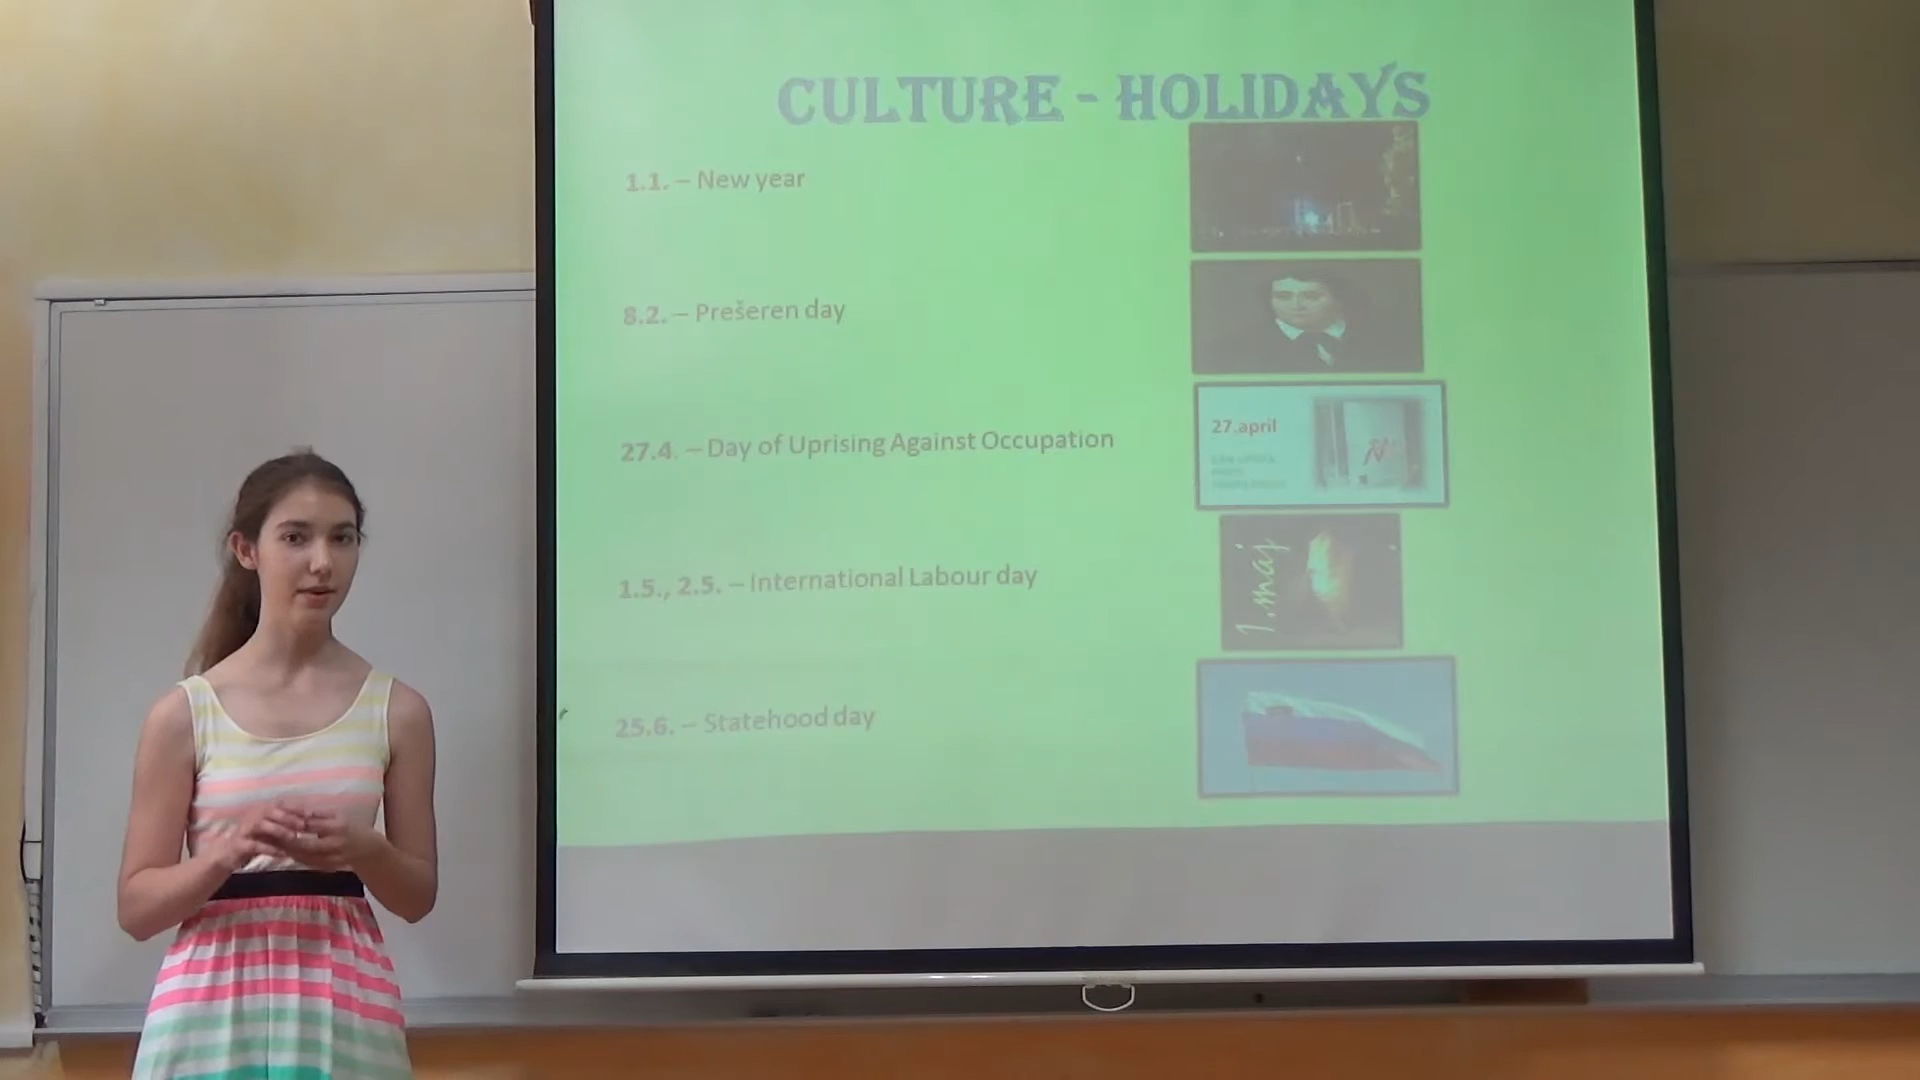 CULTURE - HOLIDAYS
1.1. – New year
8.2. – Prešeren day
27.4. – Day of Uprising Against Occupation
27.april
1.5., 2.5. – International Labour day
1.maj
25.6. – Statehood day